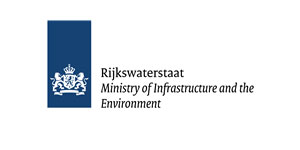 Rijkswaterstaat
Ministry of Infrastructure and the
Environment